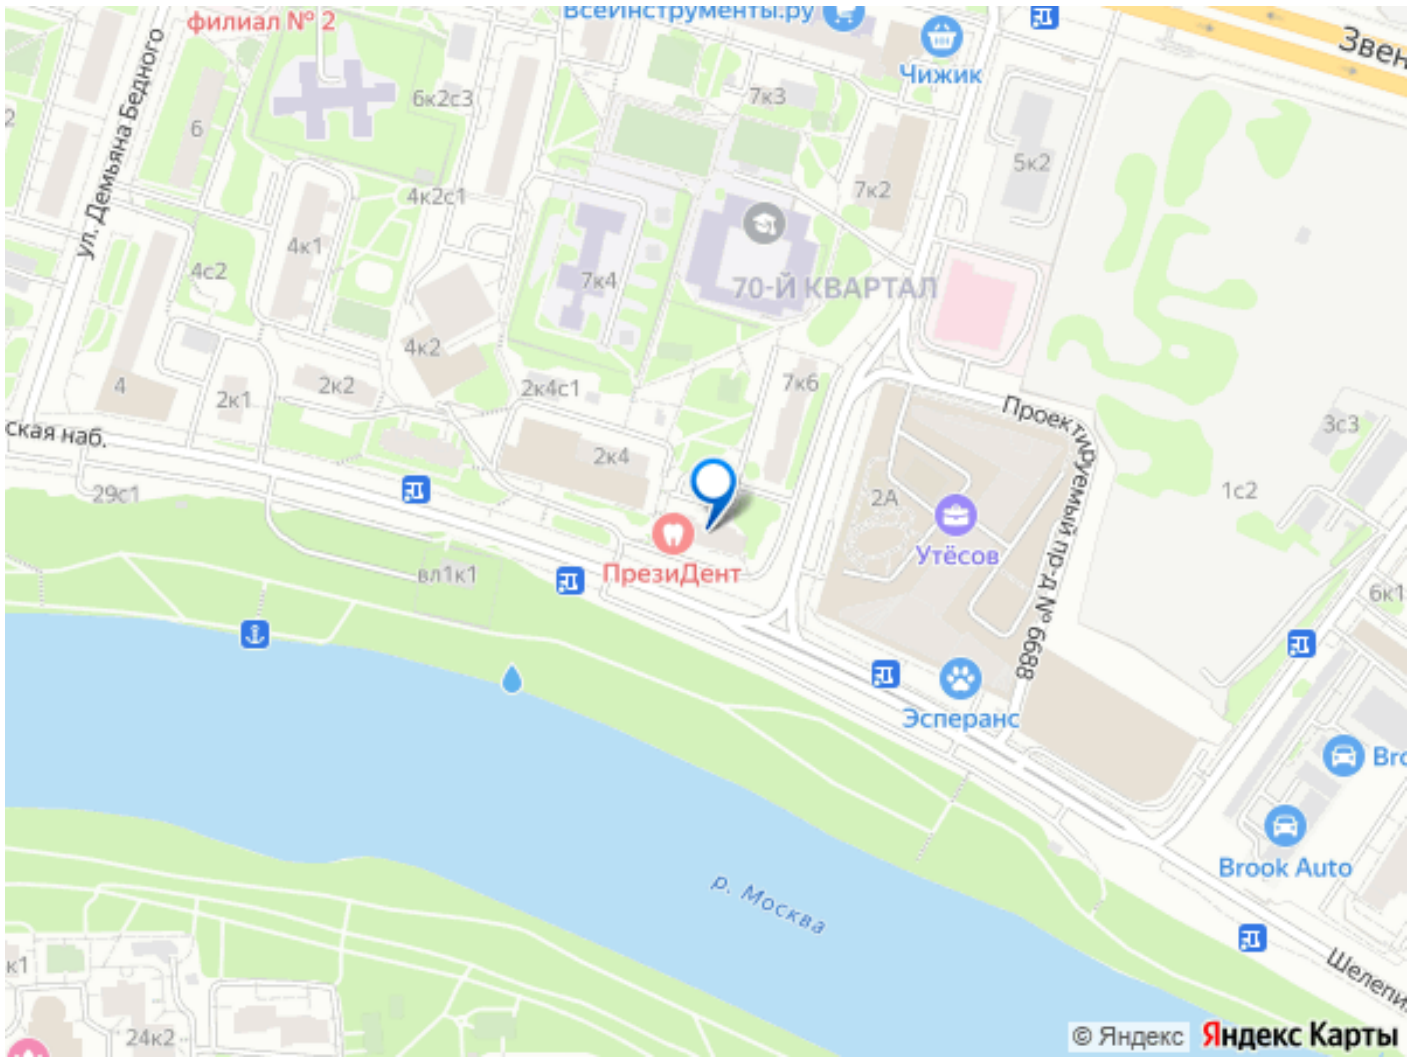 филиал № 2
ВсеИнструменты.ру
Чижик
Звен
ул. Демьяна Бедного
6к2с3
7к3
6
5к2
7к2
4к2с1
4к1
4с2
7к4
70-Й КВАРТАЛ
4к2
4
2к1
2к2
2к4с1
7к6
Проектируемый пр-д № 6688
3с3
ская наб.
2к4
29с1
2А
1с2
Утёсов
ПрезиДент
вл1к1
6к1
Эсперанс
Brook Auto
р. Москва
Шелепи
к1
24к2
© Яндекс
Яндекс Карты